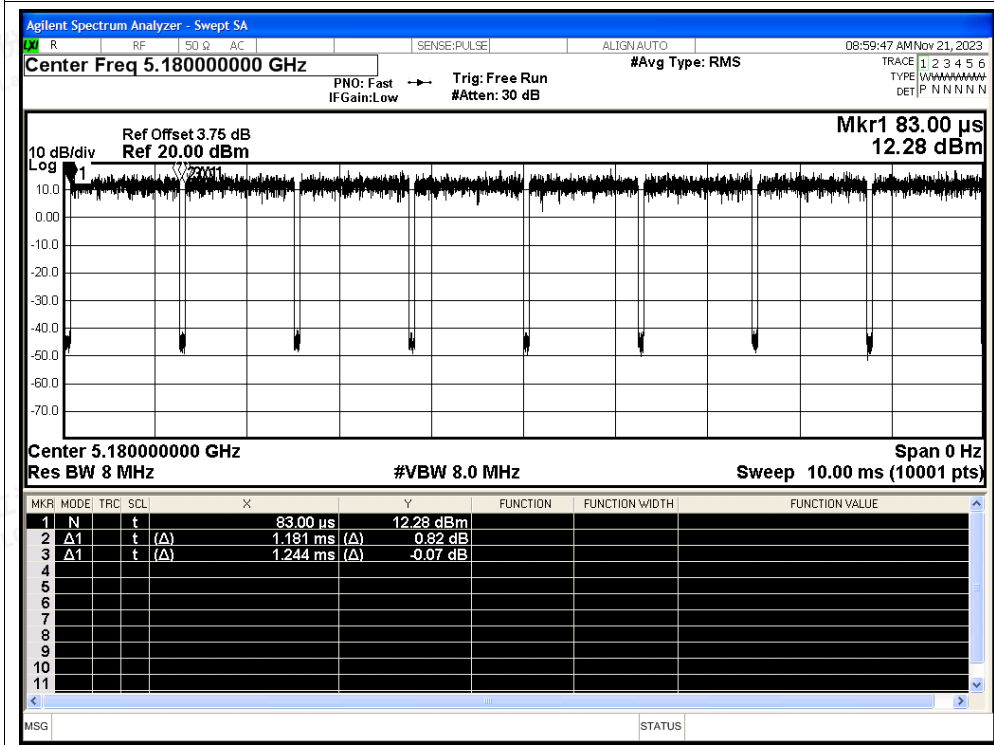 Agilent Spectrum Analyzer - Swept SA
LXI R RF 50 Ω AC SENSE:PULSE ALIGN AUTO 08:59:47 AM Nov 21, 2023
Center Freq 5.180000000 GHz #Avg Type: RMS TRACE 1 2 3 4 5 6
PNO: Fast Trig: Free Run TYPE
IFGain:Low #Atten: 30 dB DET P N N N N N
Mkr1 83.00 µs
12.28 dBm
Ref Offset 3.75 dB
10 dB/div Ref 20.00 dBm
Log
1
10.0
0.00
-10.0
-20.0
-30.0
-40.0
-50.0
-60.0
-70.0
Center 5.180000000 GHz Span 0 Hz
Res BW 8 MHz #VBW 8.0 MHz Sweep 10.00 ms (10001 pts)
MKR MODE TRC SCL X Y FUNCTION FUNCTION WIDTH FUNCTION VALUE
1 N t 83.00 µs 12.28 dBm
2 Δ1 t (Δ) 1.181 ms (Δ) 0.82 dB
3 Δ1 t (Δ) 1.244 ms (Δ) -0.07 dB
4
5
6
7
8
9
10
11
MSG STATUS